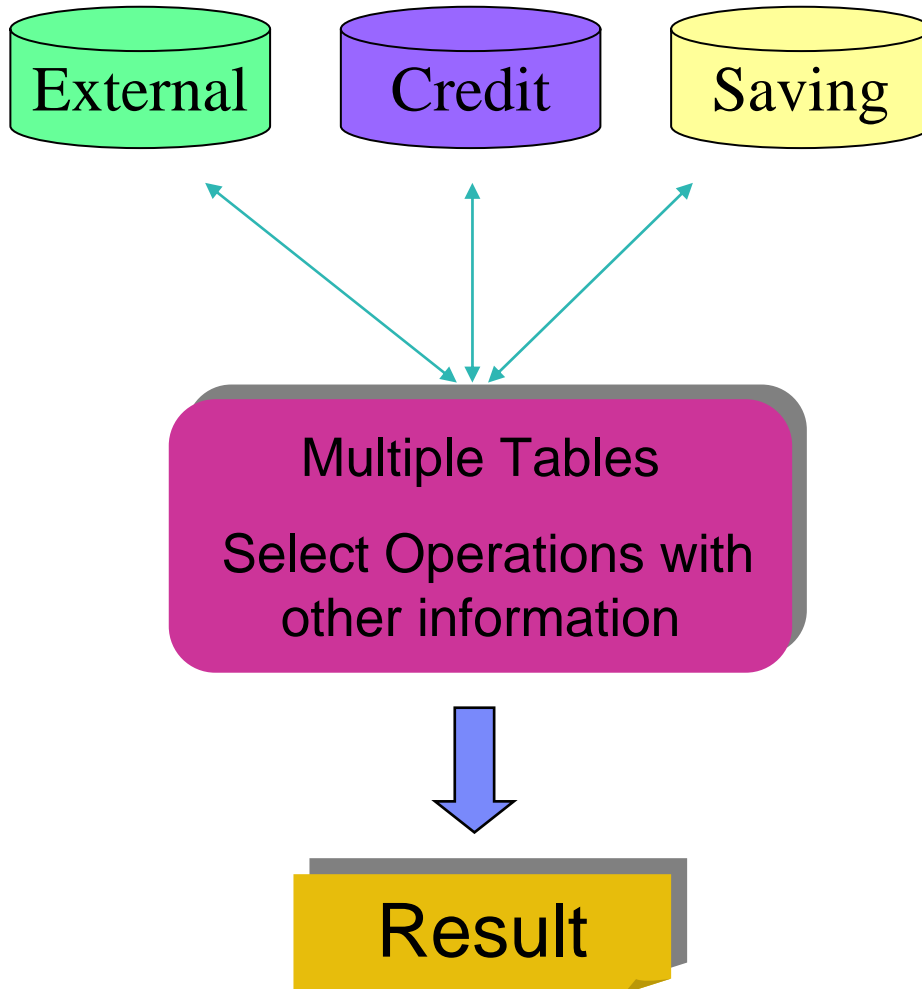 External
Credit
Saving
Multiple Tables
Select Operations with
other information
Result